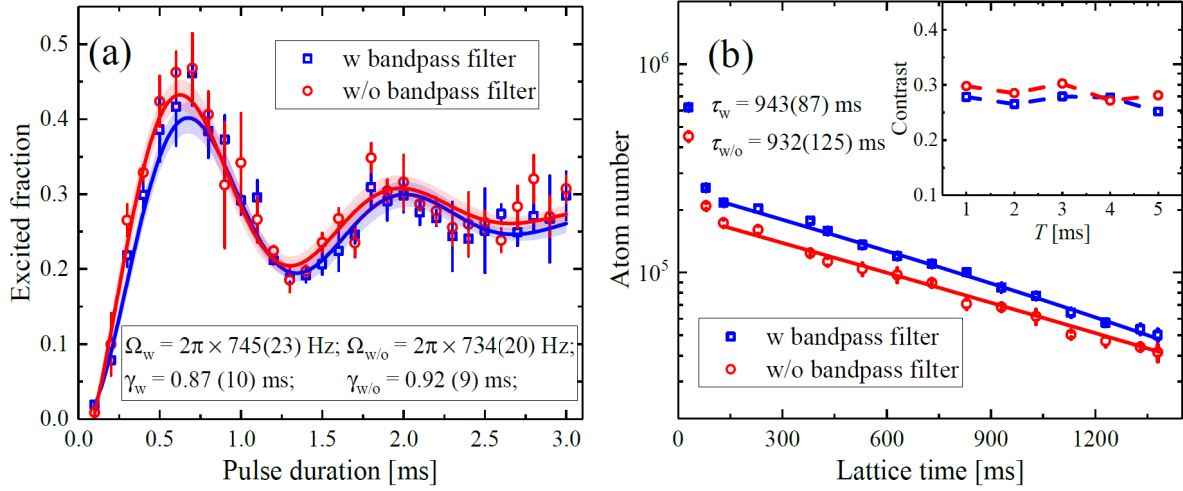 (a)
w bandpass filter
w/o bandpass filter
Excited fraction
0.5
0.4
0.3
0.2
0.1
0.0
Ω_w = 2π × 745(23) Hz; Ω_w/o = 2π × 734(20) Hz;
γ_w = 0.87 (10) ms; γ_w/o = 0.92 (9) ms;
0.0 0.5 1.0 1.5 2.0 2.5 3.0
Pulse duration [ms]
(b)
Atom number
10⁶
10⁵
τ_w = 943(87) ms
τ_w/o = 932(125) ms
Contrast
0.4
0.3
0.2
0.1
1 2 3 4 5
T [ms]
w bandpass filter
w/o bandpass filter
0 300 600 900 1200
Lattice time [ms]